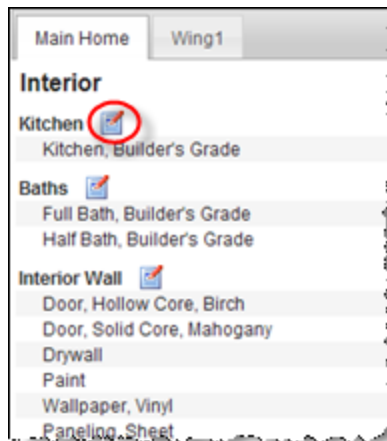 Main Home Wing1
Interior
Kitchen
Kitchen, Builder's Grade
Baths
Full Bath, Builder's Grade
Half Bath, Builder's Grade
Interior Wall
Door, Hollow Core, Birch
Door, Solid Core, Mahogany
Drywall
Paint
Wallpaper, Vinyl
Paneling, Sheet